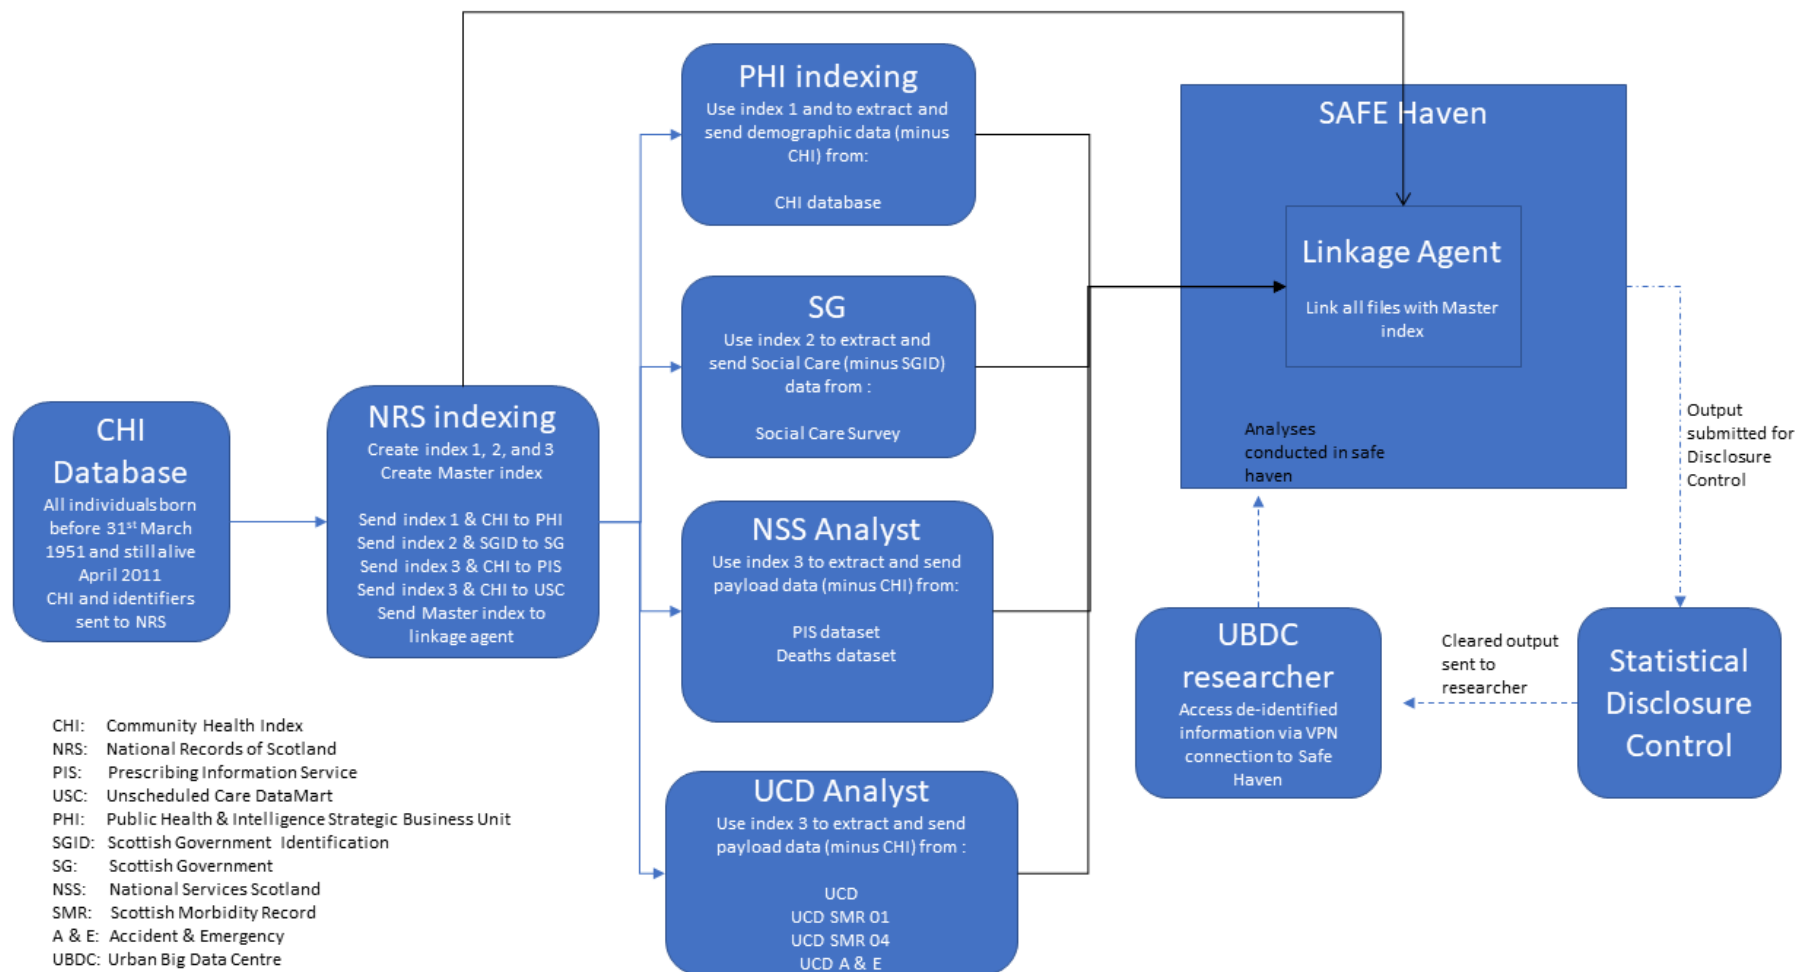 PHI indexing
Use index 1 and to extract and
send demographic data (minus
CHI) from:
CHI database
SG
Use index 2 to extract and
send Social Care (minus SGID)
data from :
Social Care Survey
NSS Analyst
Use index 3 to extract and send
payload data (minus CHI) from:
PIS dataset
Deaths dataset
UCD Analyst
Use index 3 to extract and send
payload data (minus CHI) from :
UCD
UCD SMR 01
UCD SMR 04
UCD A & E
CHI
Database
All individuals born
before 31st March
1951 and still alive
April 2011
CHI and identifiers
sent to NRS
NRS indexing
Create index 1, 2, and 3
Create Master index
Send index 1 & CHI to PHI
Send index 2 & SGID to SG
Send index 3 & CHI to PIS
Send index 3 & CHI to USC
Send Master index to
linkage agent
SAFE Haven
Linkage Agent
Link all files with Master
index
Analyses
conducted in safe
haven
Output
submitted for
Disclosure
Control
UBDC
researcher
Access de-identified
information via VPN
connection to Safe
Haven
Cleared output
sent to
researcher
Statistical
Disclosure
Control
CHI: Community Health Index
NRS: National Records of Scotland
PIS: Prescribing Information Service
USC: Unscheduled Care DataMart
PHI: Public Health & Intelligence Strategic Business Unit
SGID: Scottish Government Identification
SG: Scottish Government
NSS: National Services Scotland
SMR: Scottish Morbidity Record
A & E: Accident & Emergency
UBDC: Urban Big Data Centre